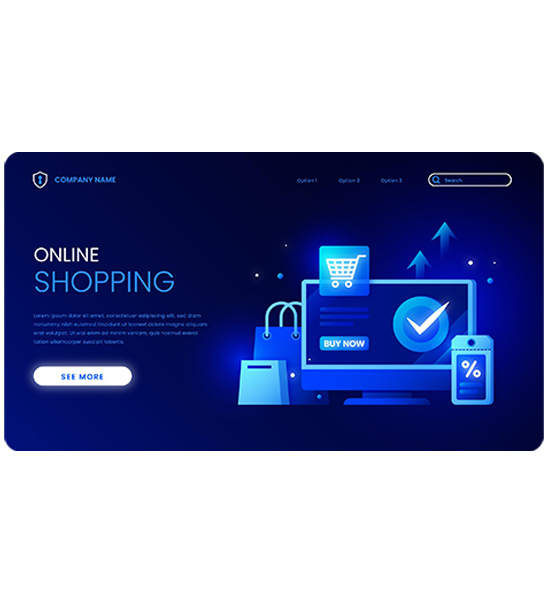 COMPANY NAME
Option 1 Option 2 Option 3 Search
ONLINE
SHOPPING
Lorem ipsum dolor sit amet, consectetuer adipiscing elit, sed diam
nonummy nibh euismod tincidunt ut laoreet dolore magna aliquam
erat volutpat. Ut wisi enim ad minim veniam, quis nostrud exerci
tation ullamcorper suscipit lobortis.
SEE MORE
BUY NOW
%